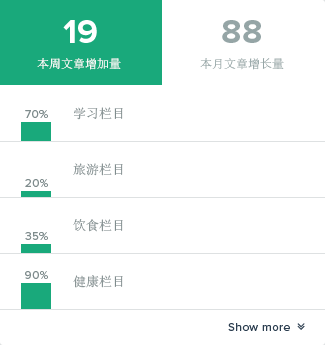 19
88
本周文章增加量
本月文章增长量
70%
学习栏目
20%
旅游栏目
35%
饮食栏目
90%
健康栏目
Show more